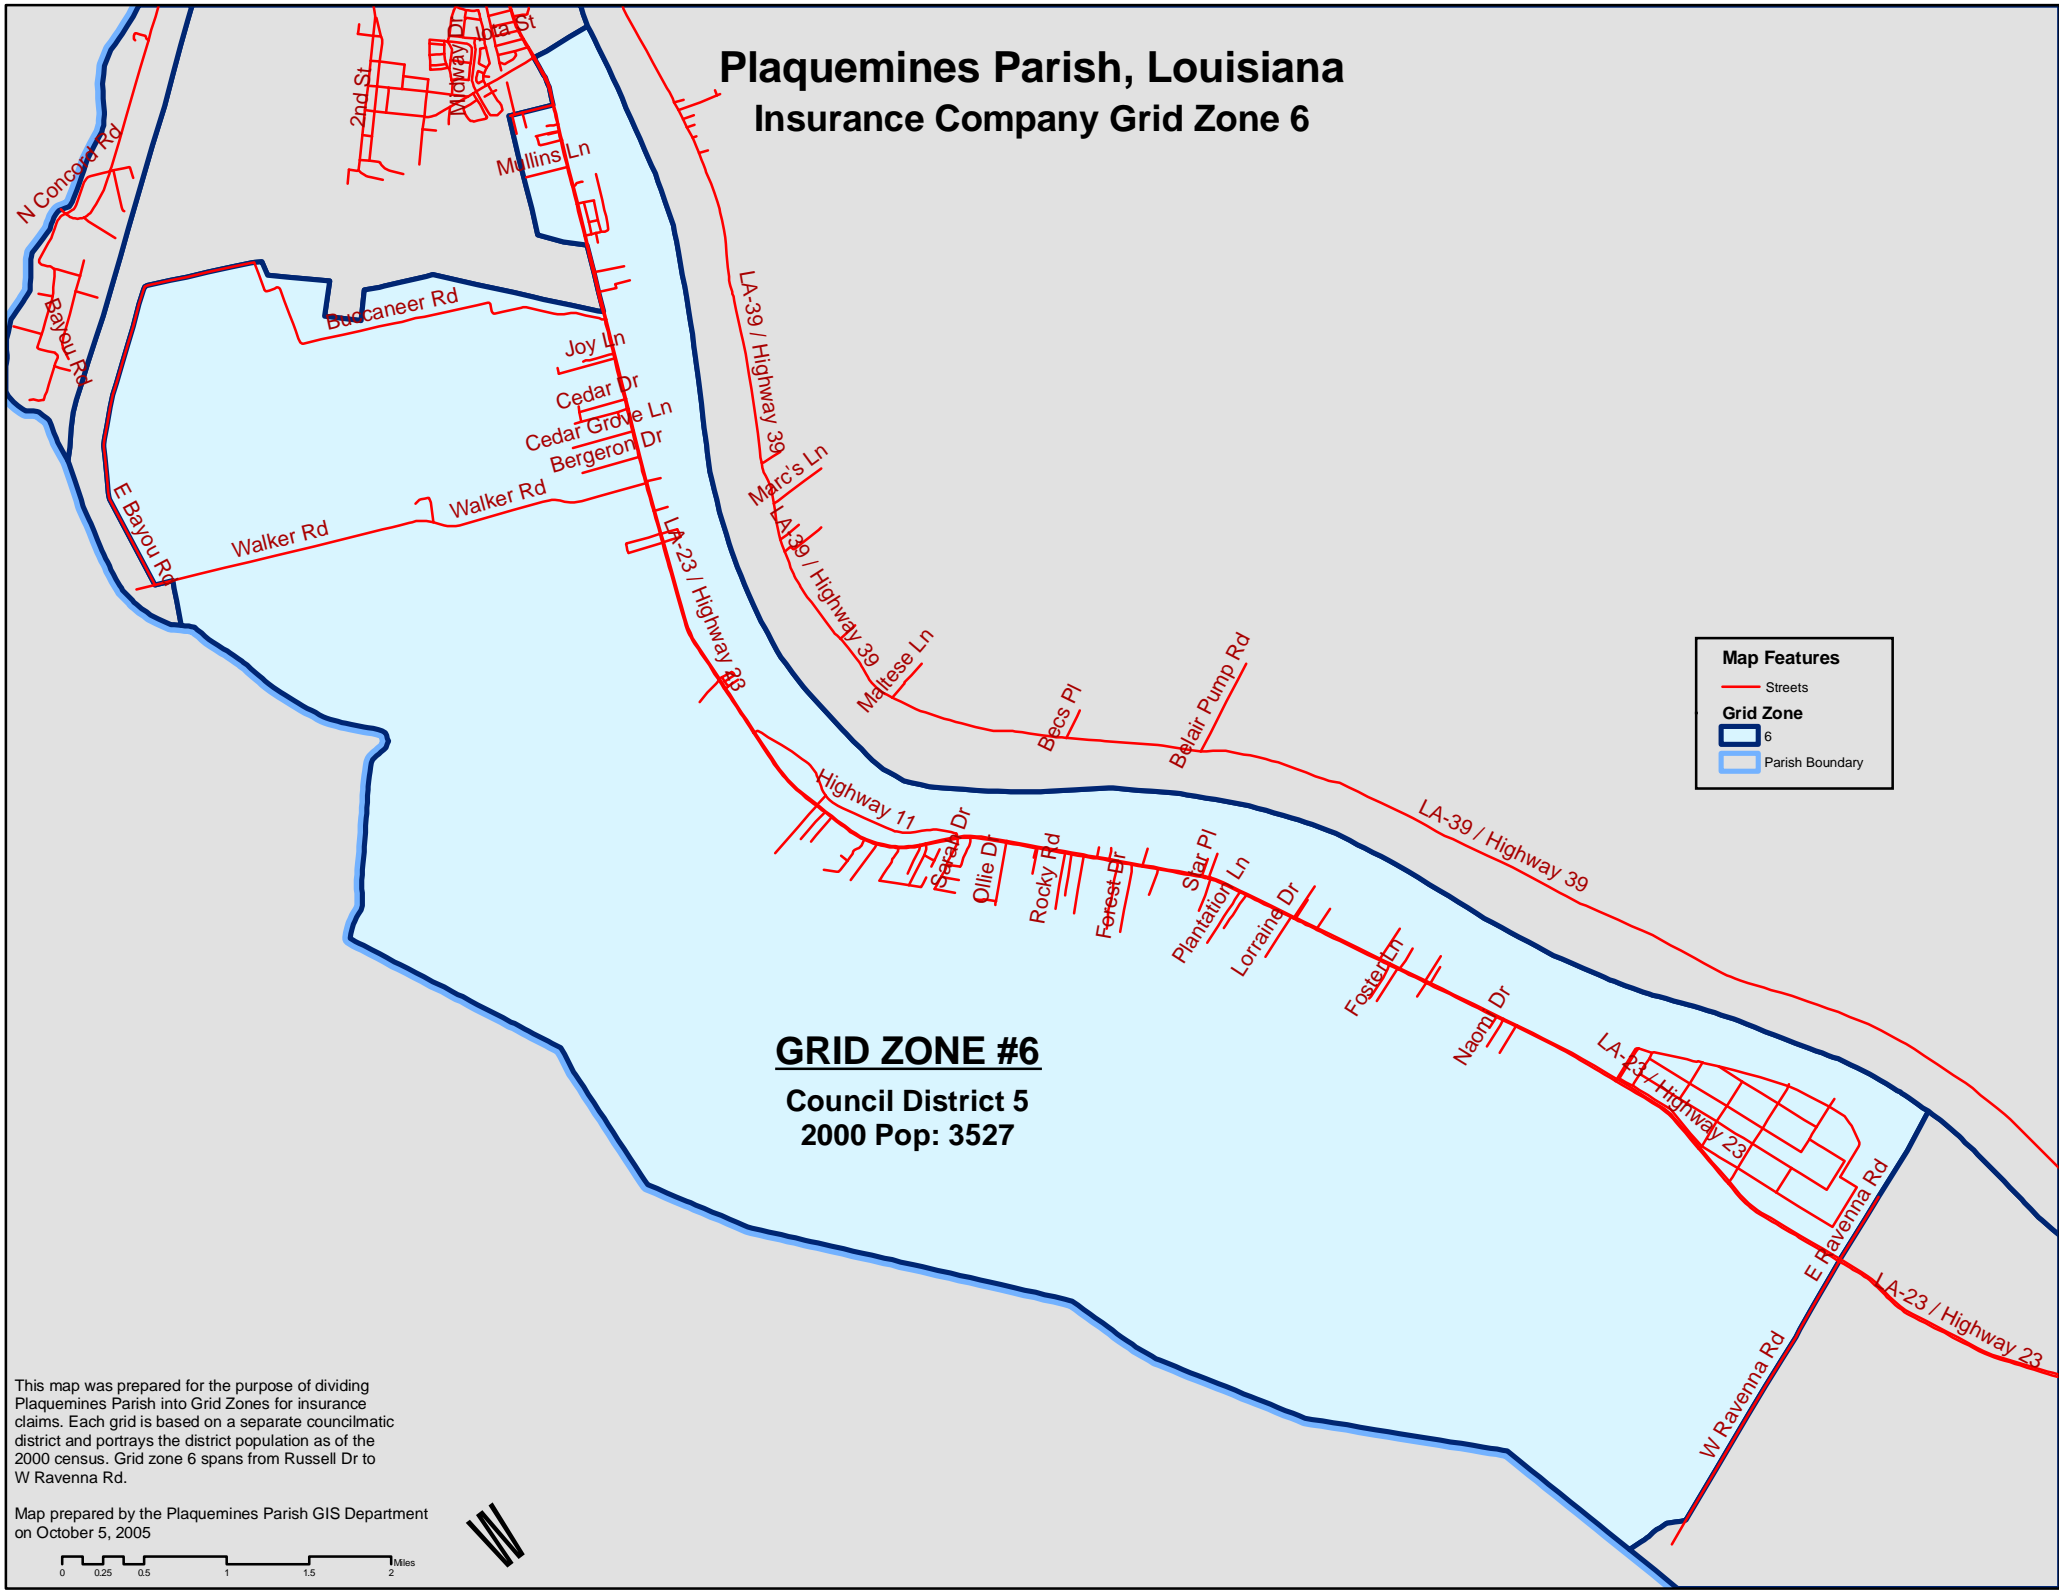 Plaquemines Parish, Louisiana
Insurance Company Grid Zone 6
Iota St
Midway Dr
2nd St
N Concord Rd
Mullins Ln
Bayou Rd
Buccaneer Rd
LA-39 / Highway 39
Joy Ln
Cedar Dr
Cedar Grove Ln
Bergeron Dr
Marc's Ln
Walker Rd
Walker Rd
E Bayou Rd
LA-23 / Highway 23
LA-39 / Highway 39
Maltese Ln
Becs Pl
Belair Pump Rd
Map Features
Streets
Grid Zone
6
Parish Boundary
Highway 11
Sarah Dr
Ollie Dr
Rocky Rd
Forest Dr
Star Pl
Plantation Ln
Lorraine Dr
LA-39 / Highway 39
Foster Ln
Naomi Dr
LA-23 / Highway 23
GRID ZONE #6
Council District 5
2000 Pop: 3527
E Ravenna Rd
LA-23 / Highway 23
W Ravenna Rd
This map was prepared for the purpose of dividing
Plaquemines Parish into Grid Zones for insurance
claims. Each grid is based on a separate councilmatic
district and portrays the district population as of the
2000 census. Grid zone 6 spans from Russell Dr to
W Ravenna Rd.
Map prepared by the Plaquemines Parish GIS Department
on October 5, 2005
Miles
0 0.25 0.5 1 1.5 2
N